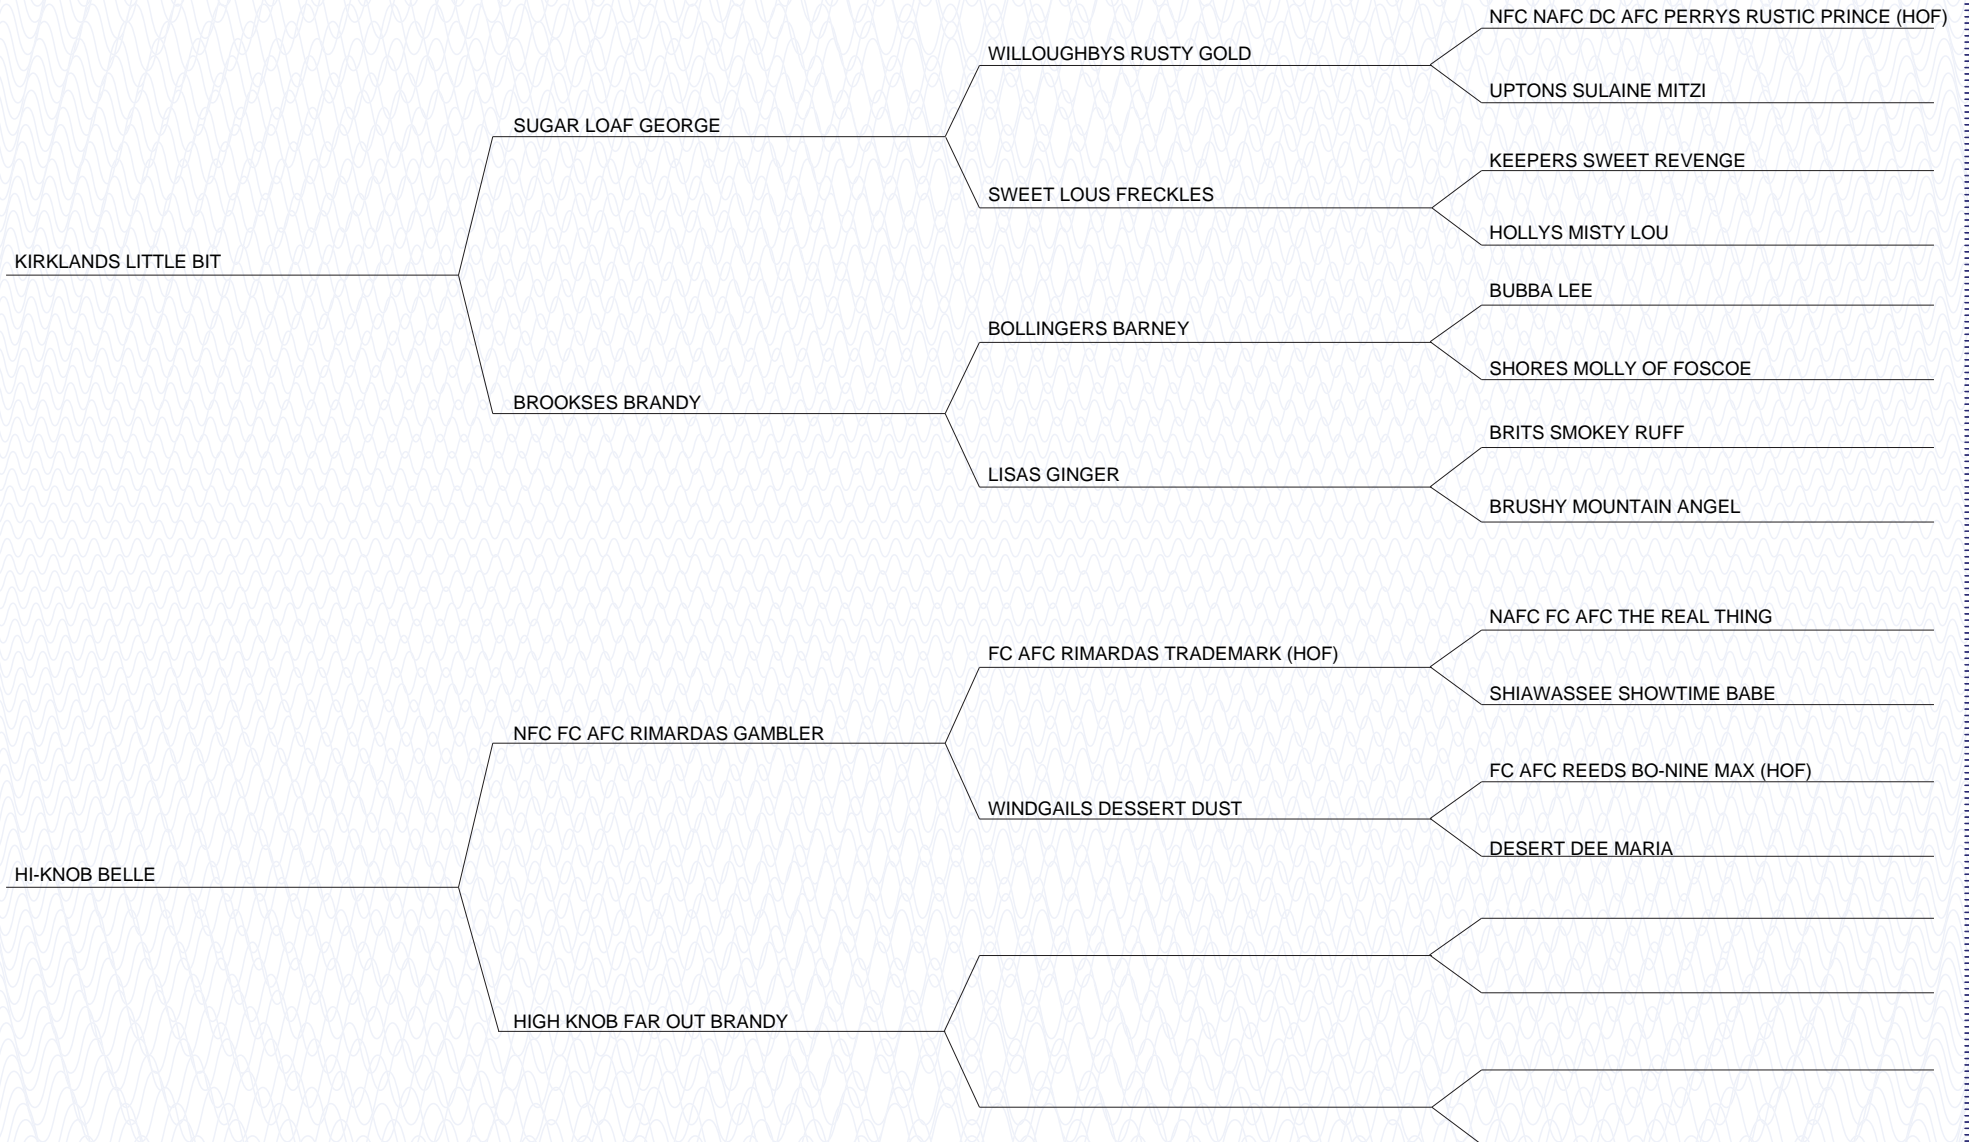 NFC NAFC DC AFC PERRYS RUSTIC PRINCE (HOF)
WILLOUGHBYS RUSTY GOLD
UPTONS SULAINE MITZI
SUGAR LOAF GEORGE
KEEPERS SWEET REVENGE
SWEET LOUS FRECKLES
HOLLYS MISTY LOU
KIRKLANDS LITTLE BIT
BUBBA LEE
BOLLINGERS BARNEY
SHORES MOLLY OF FOSCOE
BROOKSES BRANDY
BRITS SMOKEY RUFF
LISAS GINGER
BRUSHY MOUNTAIN ANGEL
NAFC FC AFC THE REAL THING
FC AFC RIMARDAS TRADEMARK (HOF)
SHIAWASSEE SHOWTIME BABE
NFC FC AFC RIMARDAS GAMBLER
FC AFC REEDS BO-NINE MAX (HOF)
WINDGAILS DESSERT DUST
DESERT DEE MARIA
HI-KNOB BELLE
HIGH KNOB FAR OUT BRANDY